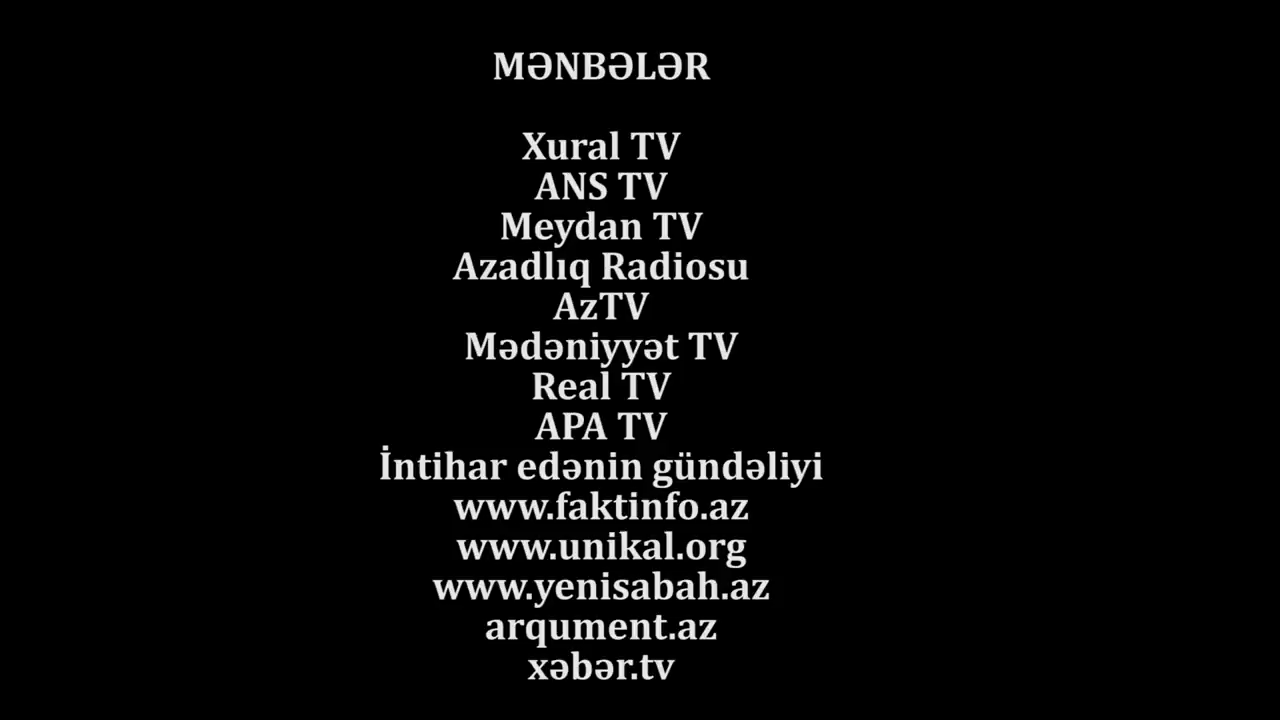 MƏNBƏLƏR
Xural TV
ANS TV
Meydan TV
Azadlıq Radiosu
AzTV
Mədəniyyət TV
Real TV
APA TV
İntihar edənin gündəliyi
www.faktinfo.az
www.unikal.org
www.yenisabah.az
arqument.az
xəbər.tv